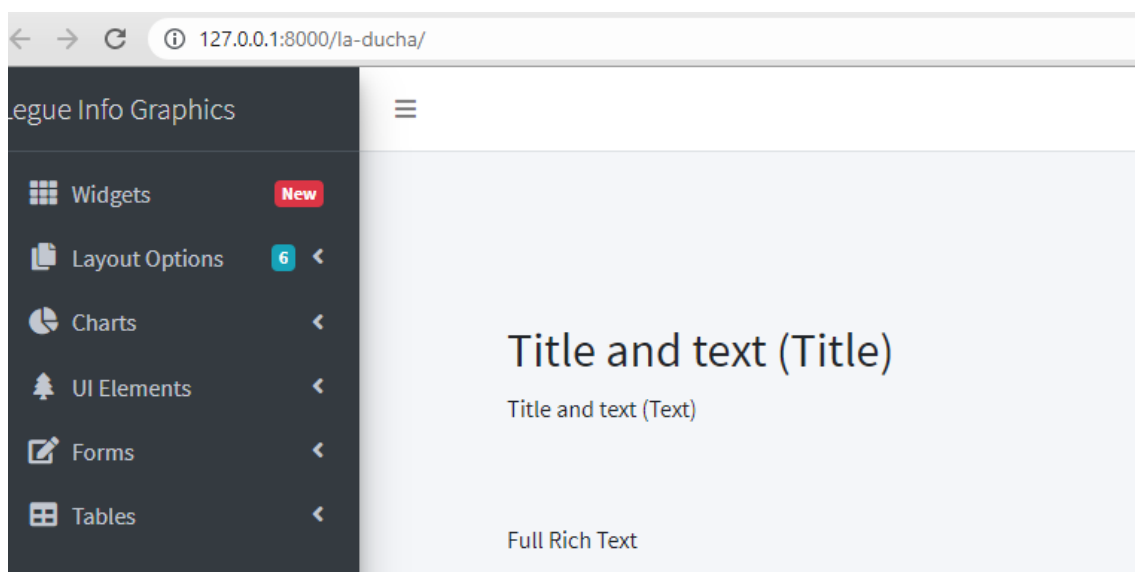 127.0.0.1:8000/la-ducha/
Legue Info Graphics
Widgets New
Layout Options 6
Charts
UI Elements
Forms
Tables
Title and text (Title)
Title and text (Text)
Full Rich Text